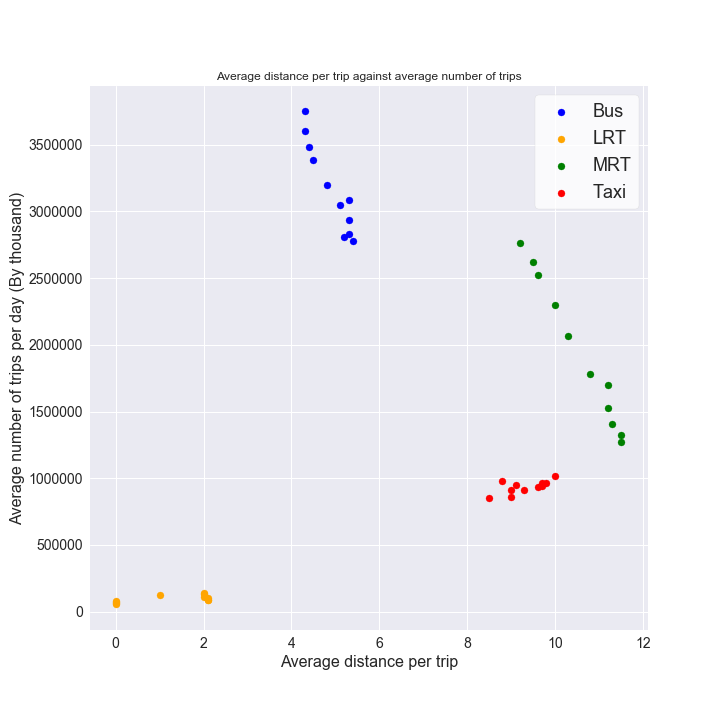 Average distance per trip against average number of trips
Bus
LRT
MRT
Taxi
Average number of trips per day (By thousand)
3500000
3000000
2500000
2000000
1500000
1000000
500000
0
0 2 4 6 8 10 12
Average distance per trip